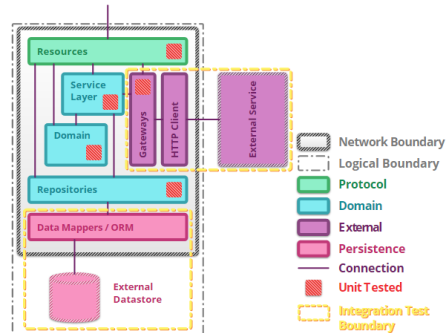 Resources
Service
Layer
Domain
Gateways
HTTP Client
External Service
Repositories
Data Mappers / ORM
External
Datastore
Network Boundary
Logical Boundary
Protocol
Domain
External
Persistence
Connection
Unit Tested
Integration Test
Boundary